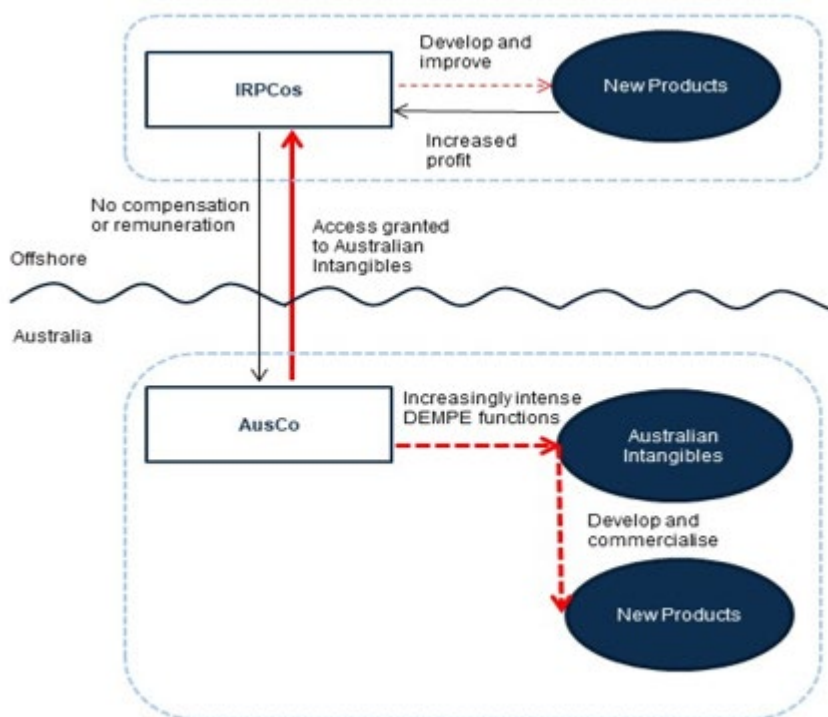 Develop and
improve
IRPCos
New Products
Increased
profit
No compensation
or remuneration
Access granted
to Australian
Intangibles
Offshore
Australia
Increasingly intense
DEMPE functions
AusCo
Australian
Intangibles
Develop and
commercialise
New Products